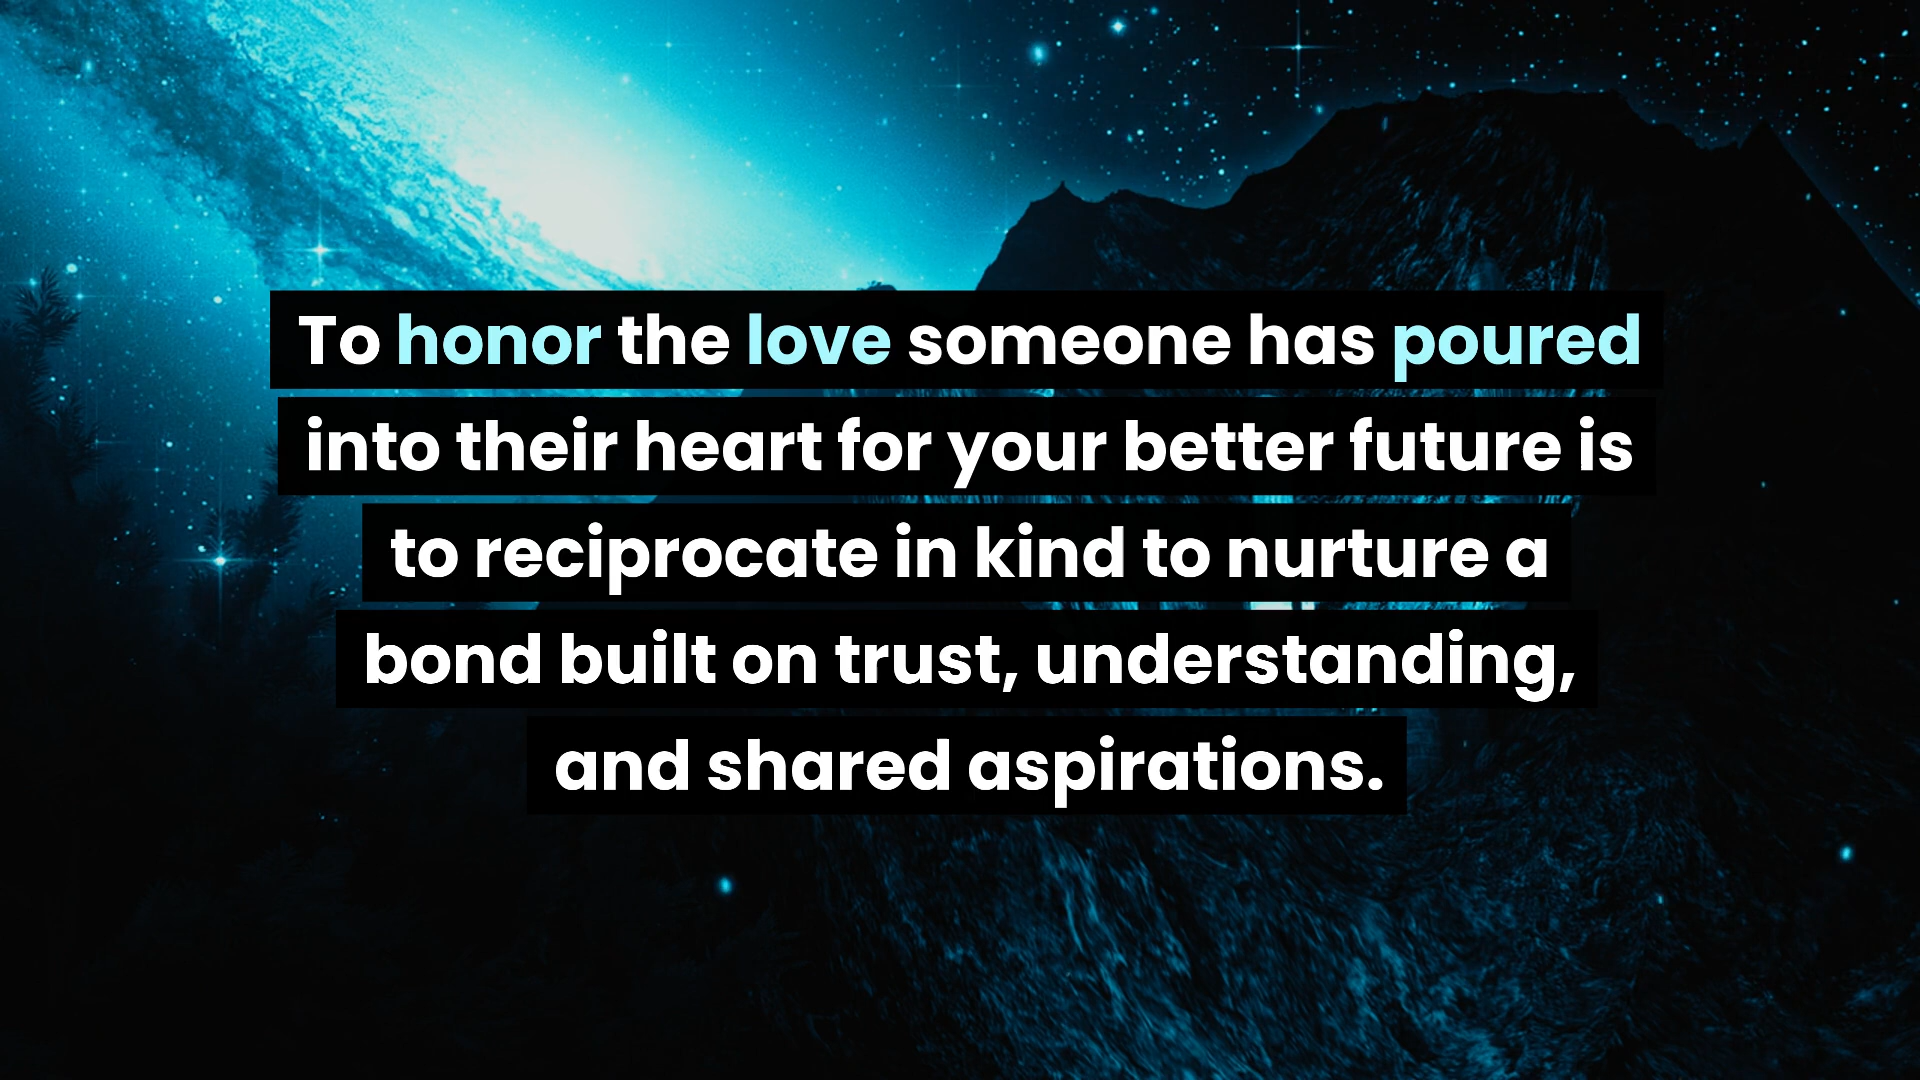 To honor the love someone has poured
into their heart for your better future is
to reciprocate in kind to nurture a
bond built on trust, understanding,
and shared aspirations.